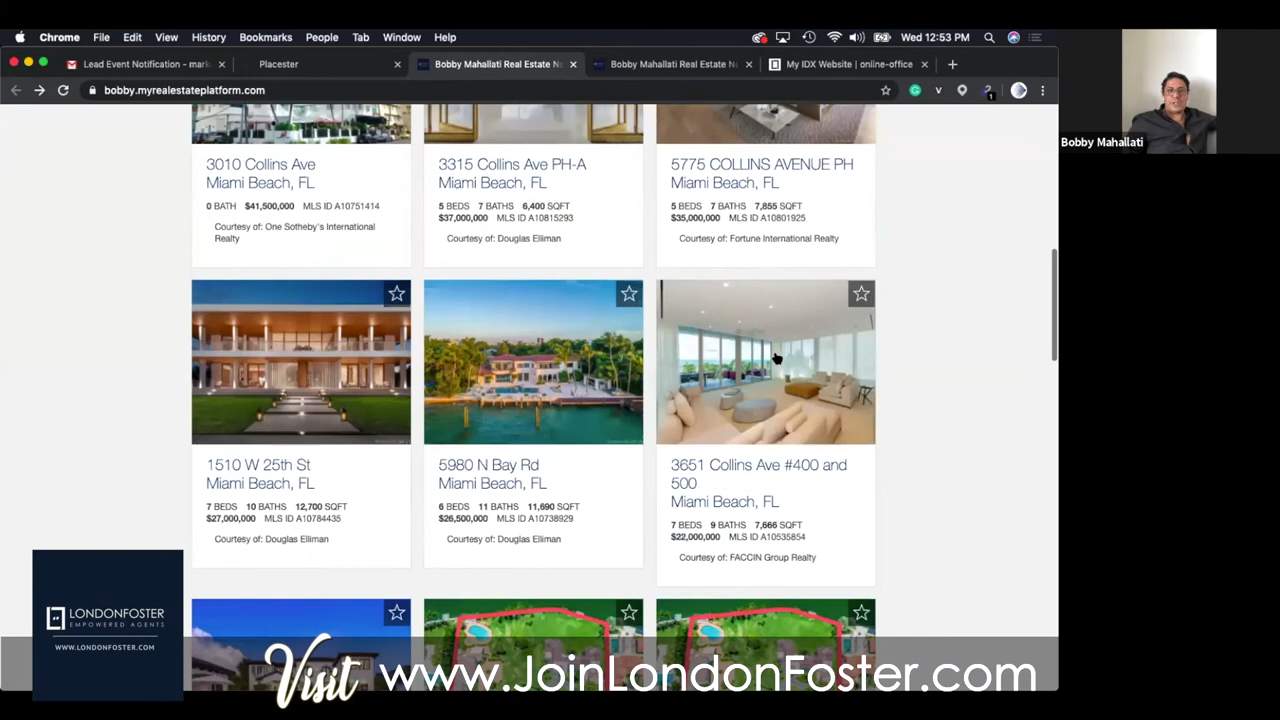 Chrome File Edit View History Bookmarks People Tab Window Help
Wed 12:53 PM
Lead Event Notification - mark
Placester
Bobby Mahallati Real Estate N
Bobby Mahallati Real Estate N
My IDX Website | online-office
bobby.myrealestateplatform.com
Bobby Mahallati
3010 Collins Ave
Miami Beach, FL
0 BATH $41,500,000 MLS ID A10751414
Courtesy of: One Sotheby's International
Realty
3315 Collins Ave PH-A
Miami Beach, FL
5 BEDS 7 BATHS 6,400 SQFT
$37,000,000 MLS ID A10815293
Courtesy of: Douglas Elliman
5775 COLLINS AVENUE PH
Miami Beach, FL
5 BEDS 7 BATHS 7,855 SQFT
$35,000,000 MLS ID A10801925
Courtesy of: Fortune International Realty
1510 W 25th St
Miami Beach, FL
7 BEDS 10 BATHS 12,700 SQFT
$27,000,000 MLS ID A10784435
Courtesy of: Douglas Elliman
5980 N Bay Rd
Miami Beach, FL
6 BEDS 11 BATHS 11,690 SQFT
$26,500,000 MLS ID A10738929
Courtesy of: Douglas Elliman
3651 Collins Ave #400 and
500
Miami Beach, FL
7 BEDS 9 BATHS 7,666 SQFT
$22,000,000 MLS ID A10535854
Courtesy of: FACCIN Group Realty
LONDONFOSTER
EMPOWERED AGENTS
WWW.LONDONFOSTER.COM
Visit www.JoinLondonFoster.com